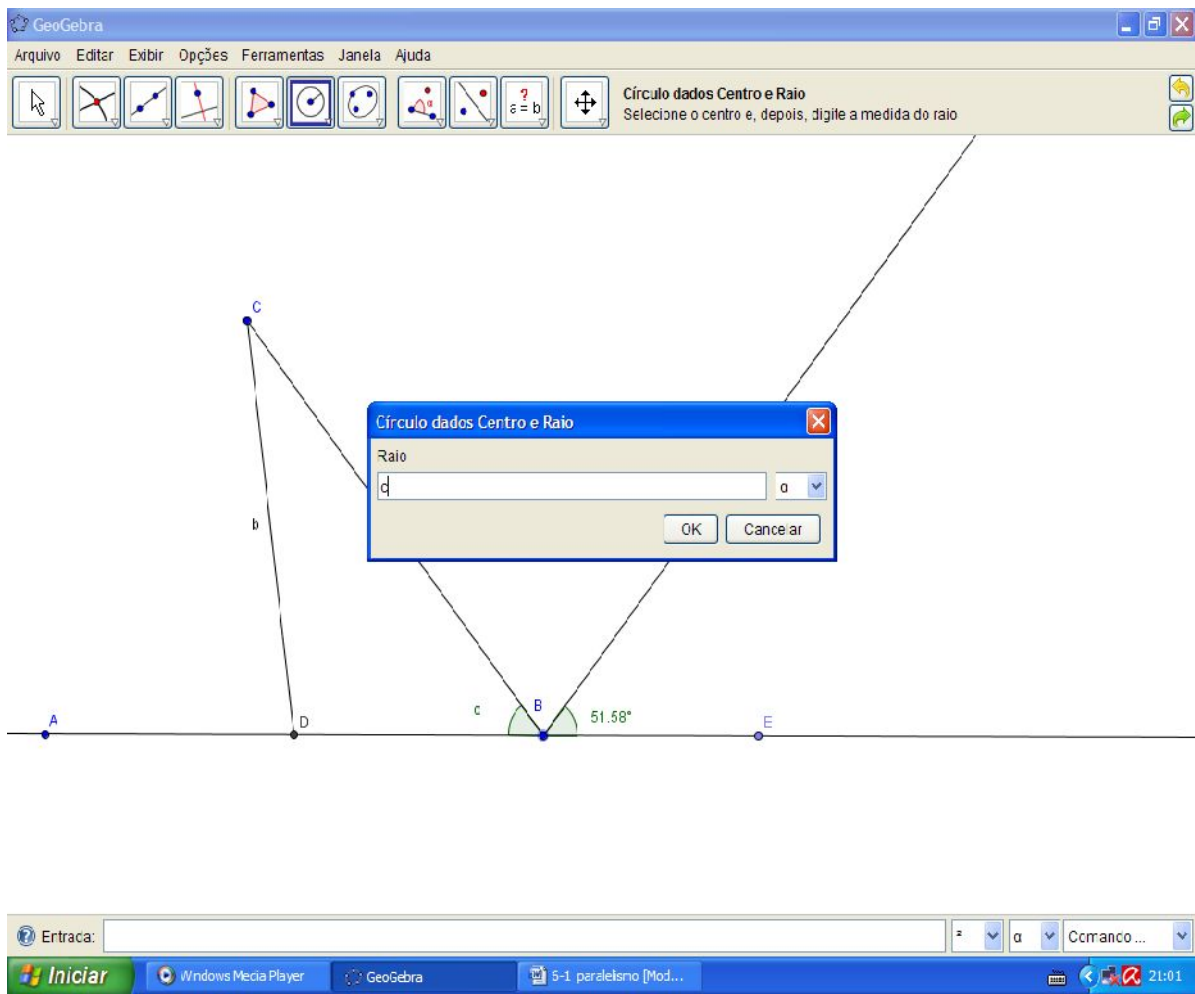 GeoGebra
Arquivo Editar Exibir Opções Ferramentas Janela Ajuda
α
?
a = b
Círculo dados Centro e Raio
Selecione o centro e, depois, digite a medida do raio
C
Círculo dados Centro e Raio
Raio
c
α
OK Cancelar
b
A
D
c
B
51.58°
E
Entrada:
² α Comando ...
Iniciar Windows Media Player GeoGebra 5-1 paralelismo [Mod... 21:01